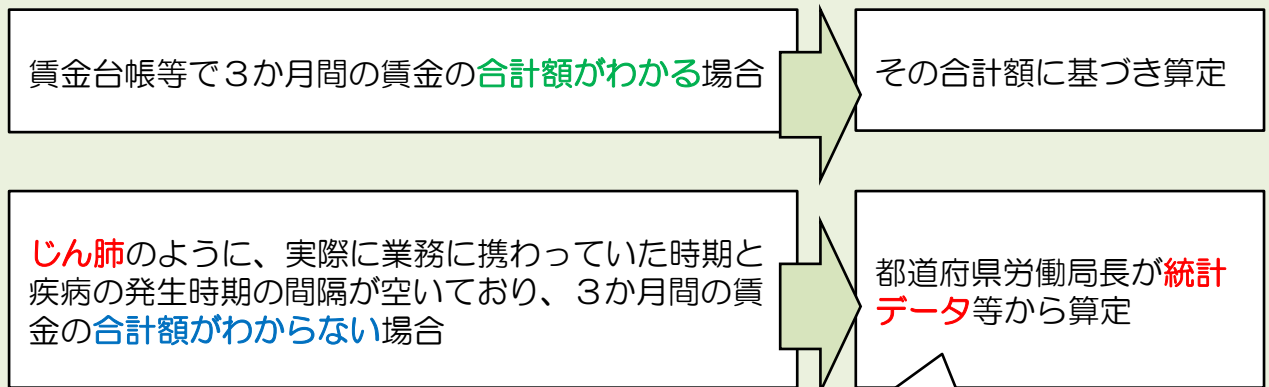 賃金台帳等で３か月間の賃金の合計額がわかる場合
その合計額に基づき算定
じん肺のように、実際に業務に携わっていた時期と
疾病の発生時期の間隔が空いており、３か月間の賃
金の合計額がわからない場合
都道府県労働局長が統計
データ等から算定